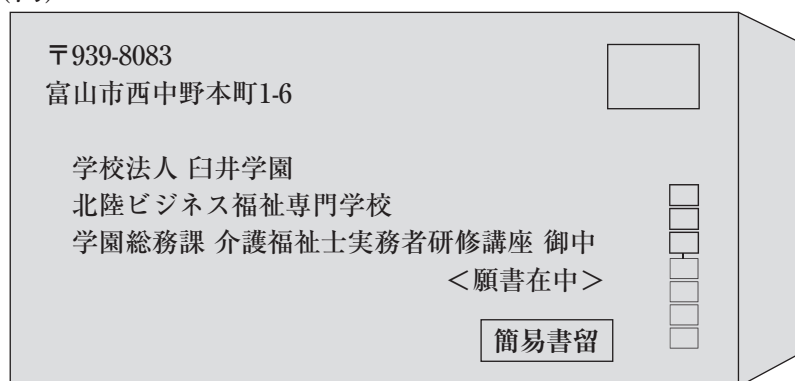 〒939-8083
富山市西中野本町1-6
学校法人 臼井学園
北陸ビジネス福祉専門学校
学園総務課 介護福祉士実務者研修講座 御中
＜願書在中＞
簡易書留